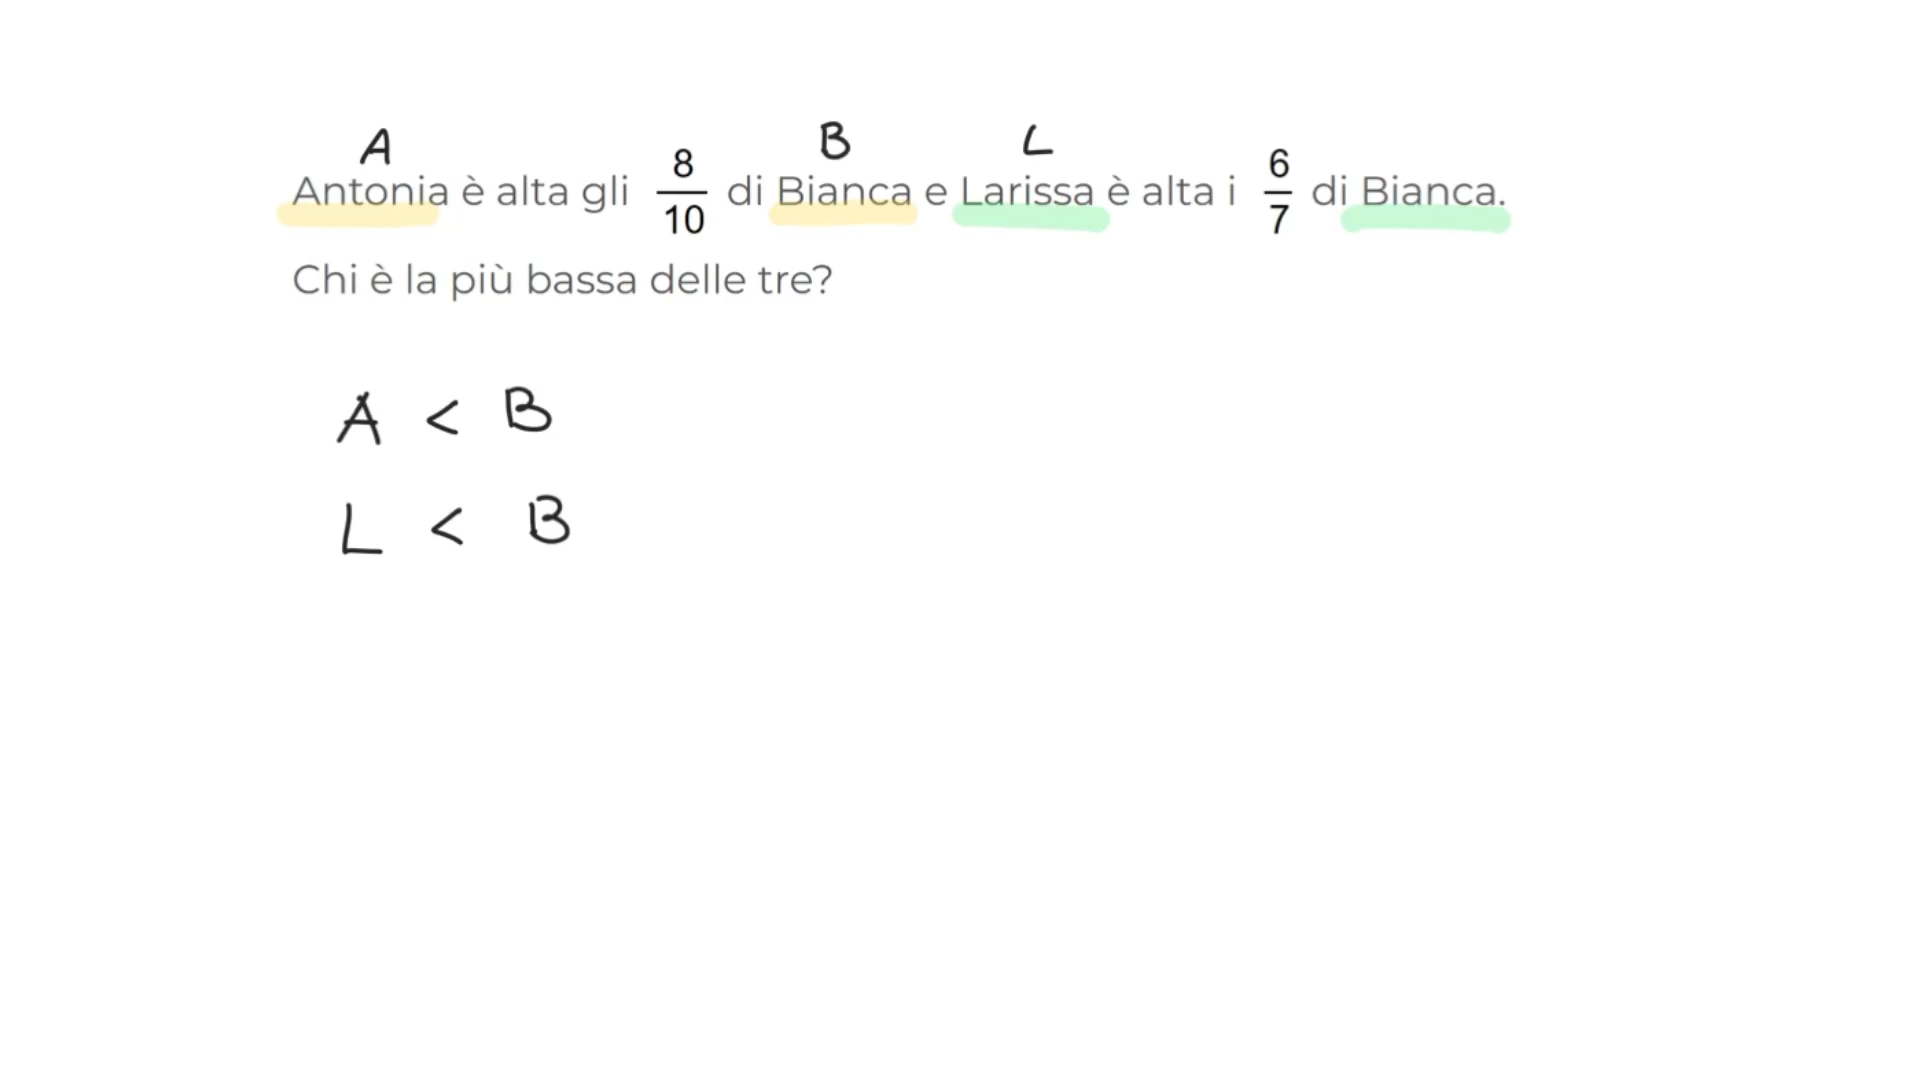 A B L
Antonia è alta gli 8/10 di Bianca e Larissa è alta i 6/7 di Bianca.
Chi è la più bassa delle tre?
A < B
L < B